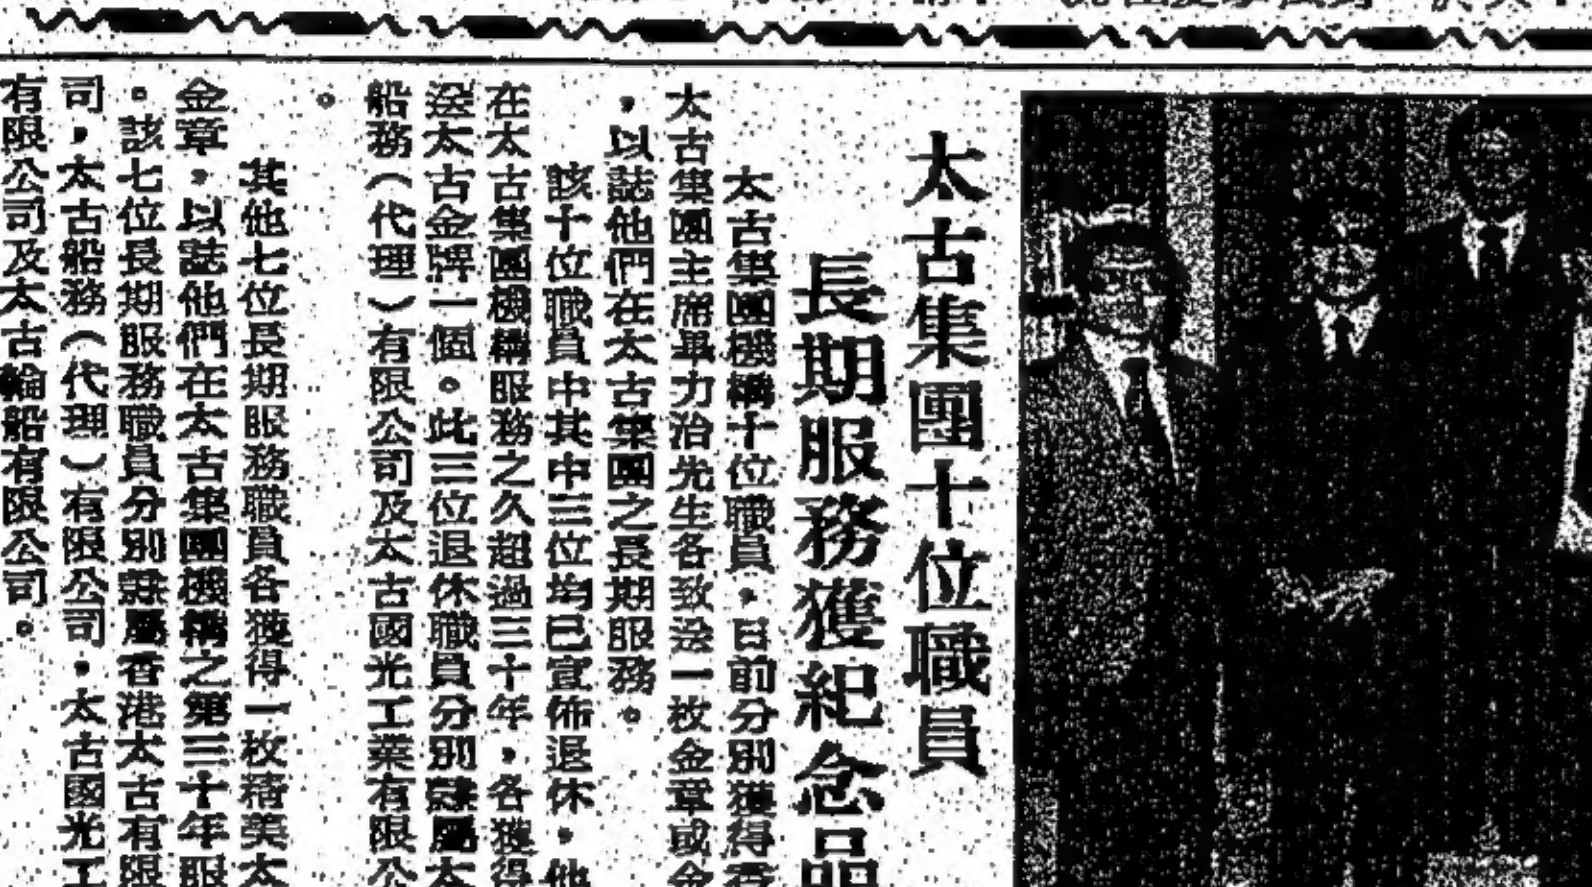 太古集團十位職員
長期服務獲紀念品
太古集團機構十位職員,日前分別獲得香
太古集團主席畢力治先生各致送一枚金章或金
,以誌他們在太古集團之長期服務。
該十位職員中其中三位均已宣佈退休,他
在太古集團機構服務之久超過三十年,各獲得
送太古金牌一個。此三位退休職員分別隸屬太
船務(代理)有限公司及太古國光工業有限公
。
其他七位長期服務職員各獲得一枚精美太
金章,以誌他們在太古集團機構之第三十年服
。該七位長期服務職員分別隸屬香港太古有限
司,太古船務(代理)有限公司,太古國光工
有限公司及太古輪船有限公司。